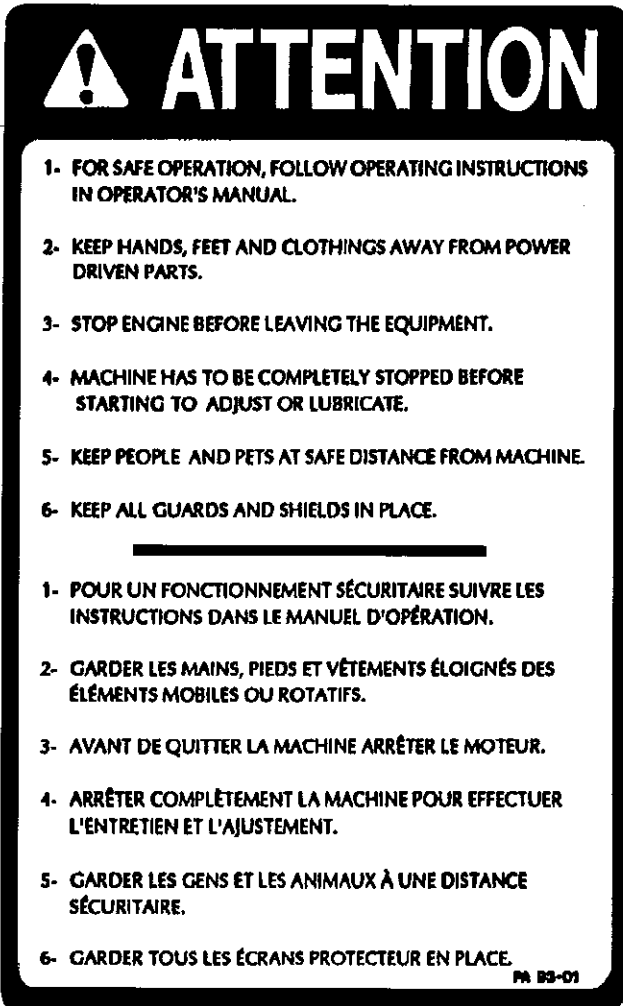 ATTENTION
1- FOR SAFE OPERATION, FOLLOW OPERATING INSTRUCTIONS
IN OPERATOR'S MANUAL.
2- KEEP HANDS, FEET AND CLOTHINGS AWAY FROM POWER
DRIVEN PARTS.
3- STOP ENGINE BEFORE LEAVING THE EQUIPMENT.
4- MACHINE HAS TO BE COMPLETELY STOPPED BEFORE
STARTING TO ADJUST OR LUBRICATE.
5- KEEP PEOPLE AND PETS AT SAFE DISTANCE FROM MACHINE.
6- KEEP ALL GUARDS AND SHIELDS IN PLACE.
1- POUR UN FONCTIONNEMENT SÉCURITAIRE SUIVRE LES
INSTRUCTIONS DANS LE MANUEL D'OPÉRATION.
2- GARDER LES MAINS, PIEDS ET VÊTEMENTS ÉLOIGNÉS DES
ÉLÉMENTS MOBILES OU ROTATIFS.
3- AVANT DE QUITTER LA MACHINE ARRÊTER LE MOTEUR.
4- ARRÊTER COMPLÈTEMENT LA MACHINE POUR EFFECTUER
L'ENTRETIEN ET L'AJUSTEMENT.
5- GARDER LES GENS ET LES ANIMAUX À UNE DISTANCE
SÉCURITAIRE.
6- GARDER TOUS LES ÉCRANS PROTECTEUR EN PLACE.
PA 93-01